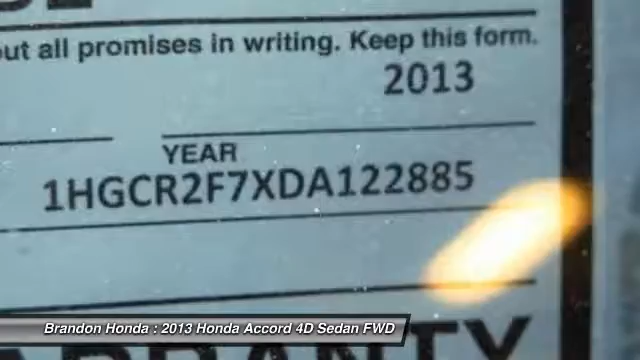 out all promises in writing. Keep this form.
2013
YEAR
1HGCR2F7XDA122885
Brandon Honda : 2013 Honda Accord 4D Sedan FWD